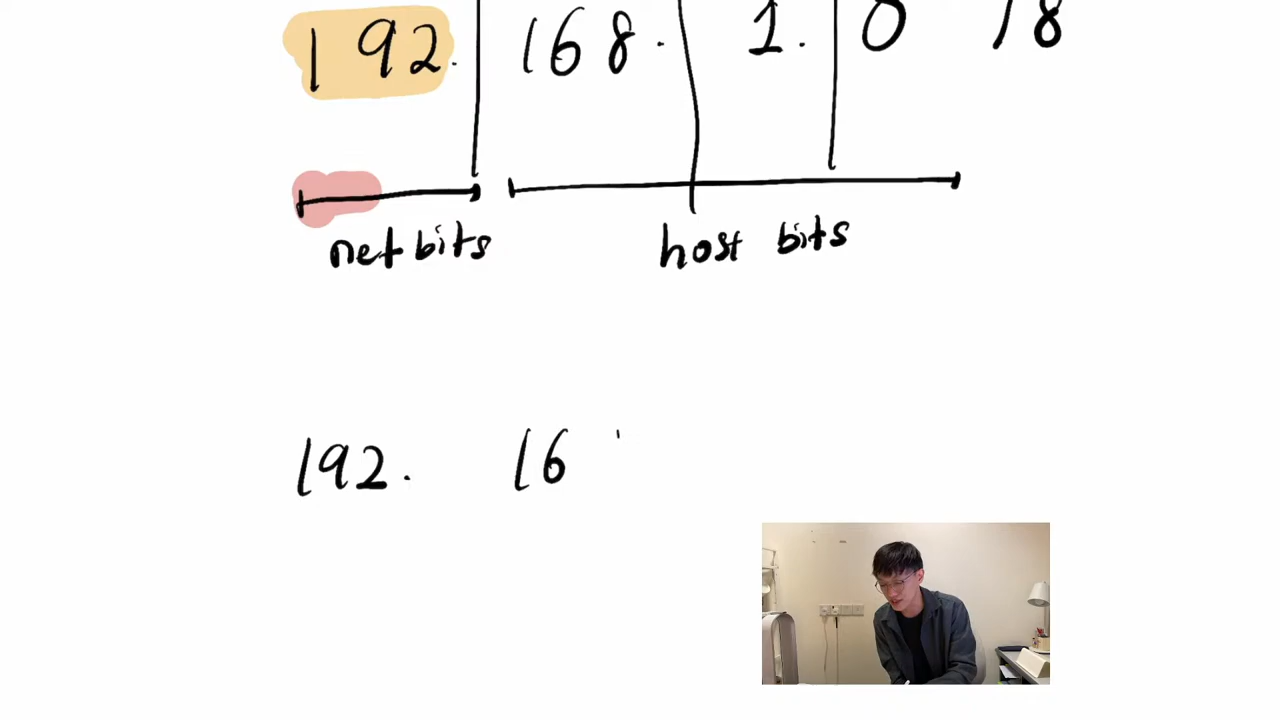 192. 168. 1. 0 /8
net bits host bits
192. 16